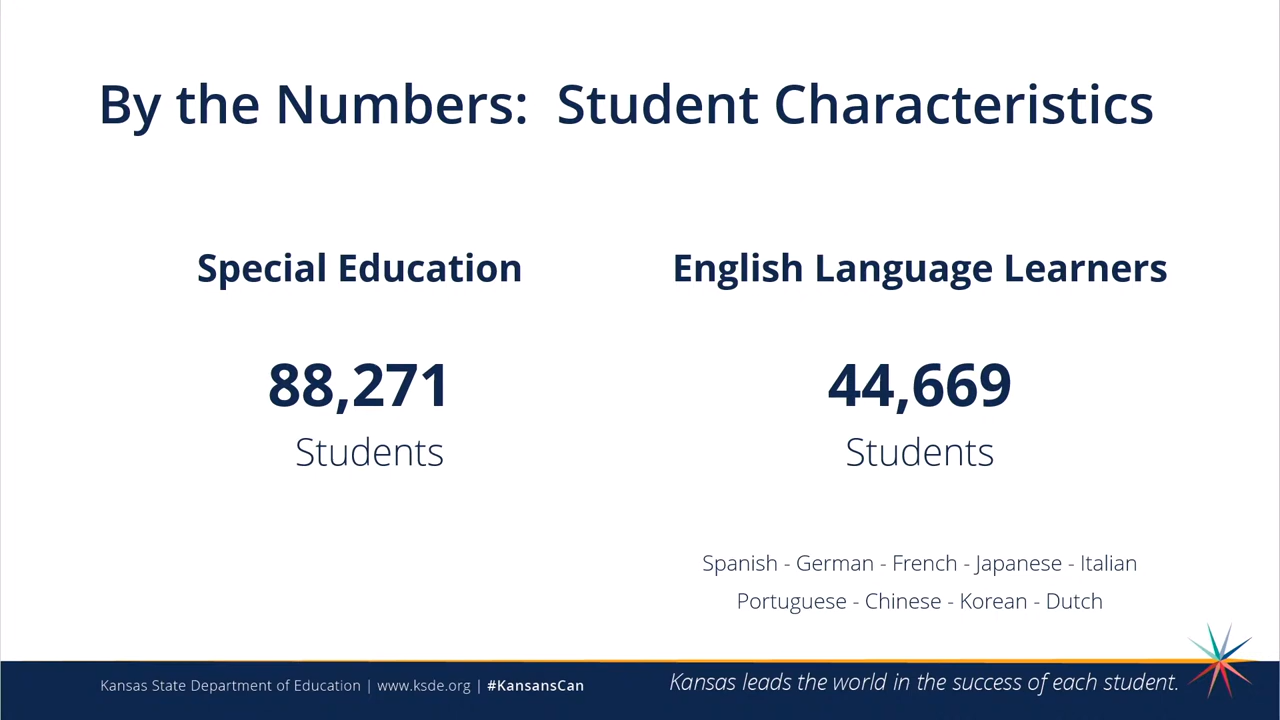 By the Numbers:  Student Characteristics
Special Education
88,271
Students
English Language Learners
44,669
Students
Spanish - German - French - Japanese - Italian
Portuguese - Chinese - Korean - Dutch
Kansas State Department of Education | www.ksde.org | #KansansCan
Kansas leads the world in the success of each student.